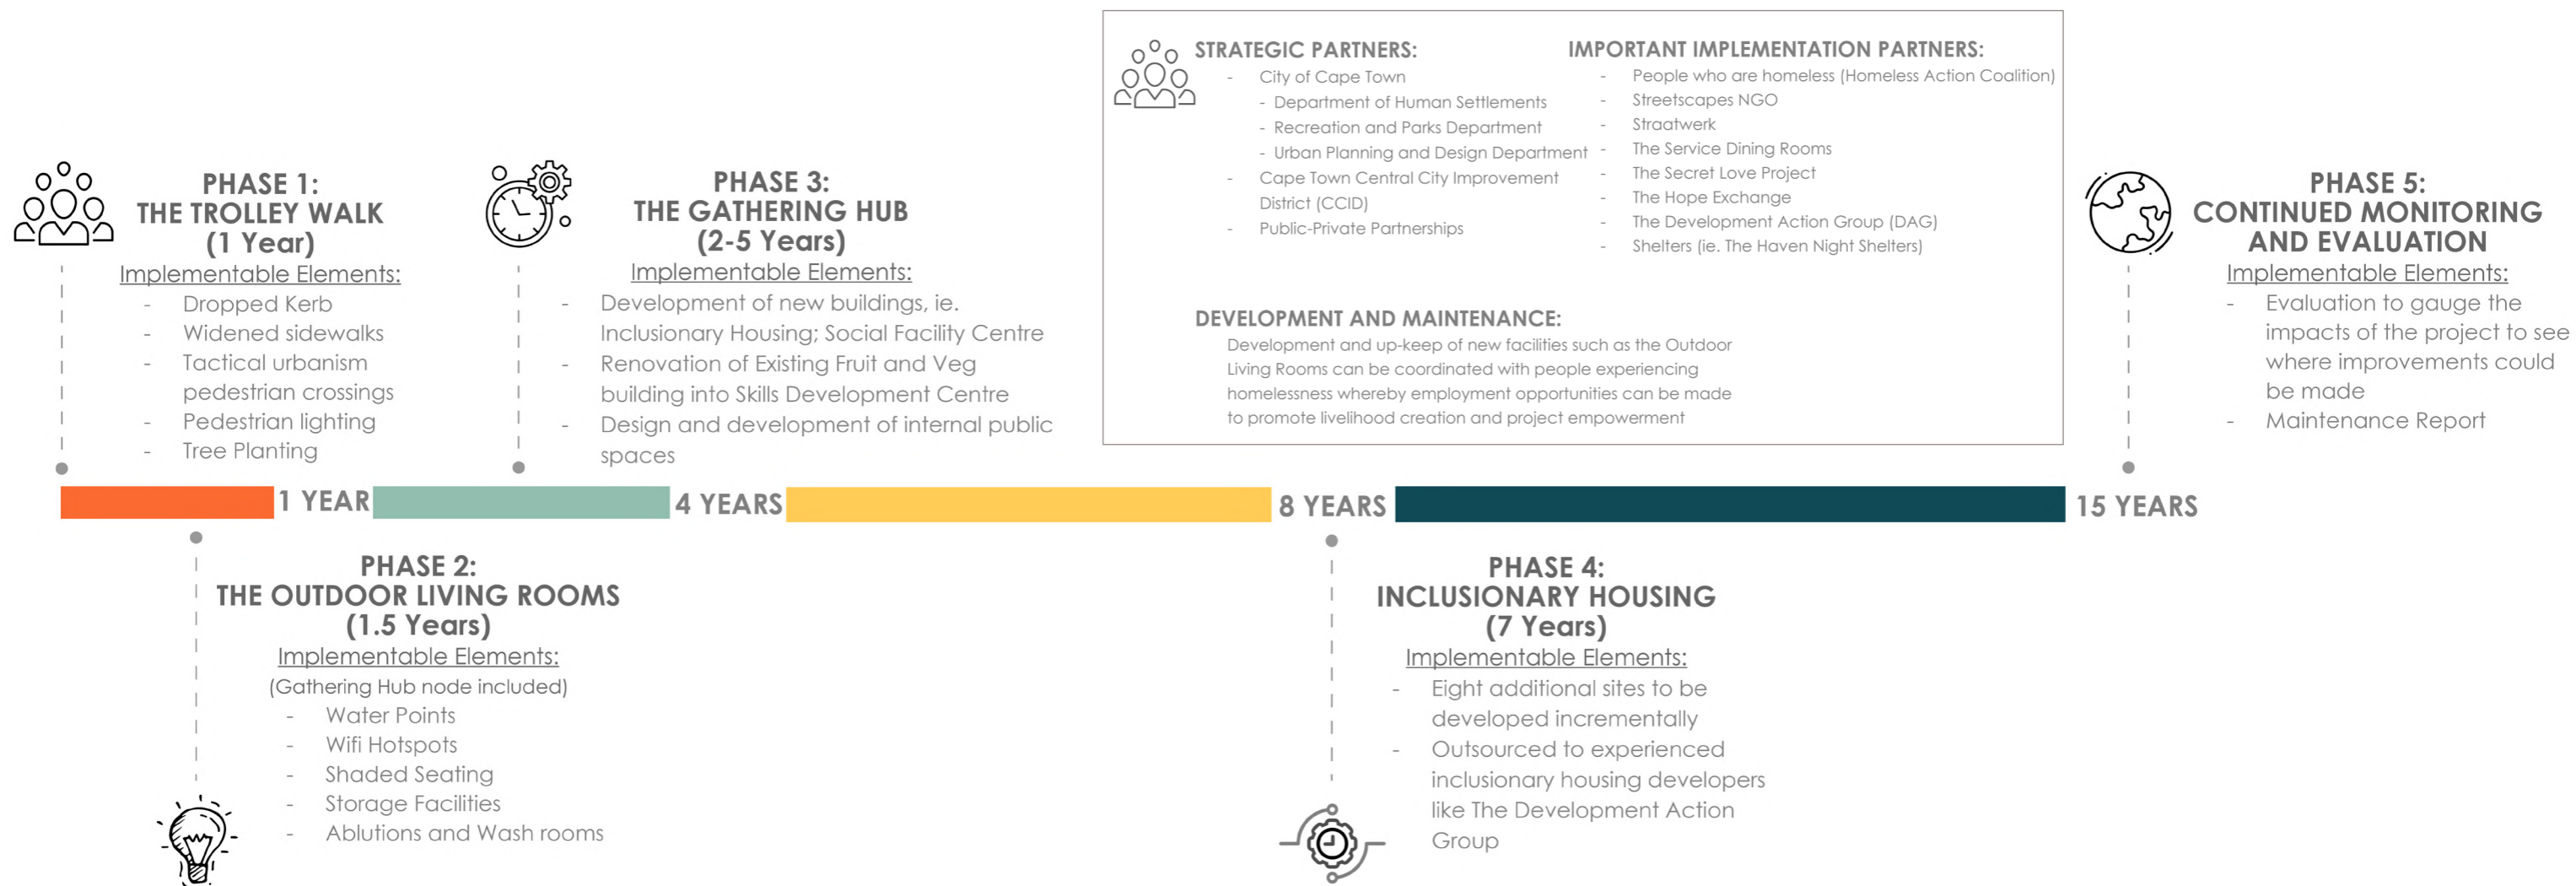 STRATEGIC PARTNERS:
- City of Cape Town
- Department of Human Settlements
- Recreation and Parks Department
- Urban Planning and Design Department
- Cape Town Central City Improvement
District (CCID)
- Public-Private Partnerships
IMPORTANT IMPLEMENTATION PARTNERS:
- People who are homeless (Homeless Action Coalition)
- Streetscapes NGO
- Straatwerk
- The Service Dining Rooms
- The Secret Love Project
- The Hope Exchange
- The Development Action Group (DAG)
- Shelters (ie. The Haven Night Shelters)
DEVELOPMENT AND MAINTENANCE:
Development and up-keep of new facilities such as the Outdoor
Living Rooms can be coordinated with people experiencing
homelessness whereby employment opportunities can be made
to promote livelihood creation and project empowerment
PHASE 1:
THE TROLLEY WALK
(1 Year)
Implementable Elements:
- Dropped Kerb
- Widened sidewalks
- Tactical urbanism
pedestrian crossings
- Pedestrian lighting
- Tree Planting
PHASE 3:
THE GATHERING HUB
(2-5 Years)
Implementable Elements:
- Development of new buildings, ie.
Inclusionary Housing; Social Facility Centre
- Renovation of Existing Fruit and Veg
building into Skills Development Centre
- Design and development of internal public
spaces
PHASE 5:
CONTINUED MONITORING
AND EVALUATION
Implementable Elements:
- Evaluation to gauge the
impacts of the project to see
where improvements could
be made
- Maintenance Report
1 YEAR
4 YEARS
8 YEARS
15 YEARS
PHASE 2:
THE OUTDOOR LIVING ROOMS
(1.5 Years)
Implementable Elements:
(Gathering Hub node included)
- Water Points
- Wifi Hotspots
- Shaded Seating
- Storage Facilities
- Ablutions and Wash rooms
PHASE 4:
INCLUSIONARY HOUSING
(7 Years)
Implementable Elements:
- Eight additional sites to be
developed incrementally
- Outsourced to experienced
inclusionary housing developers
like The Development Action
Group